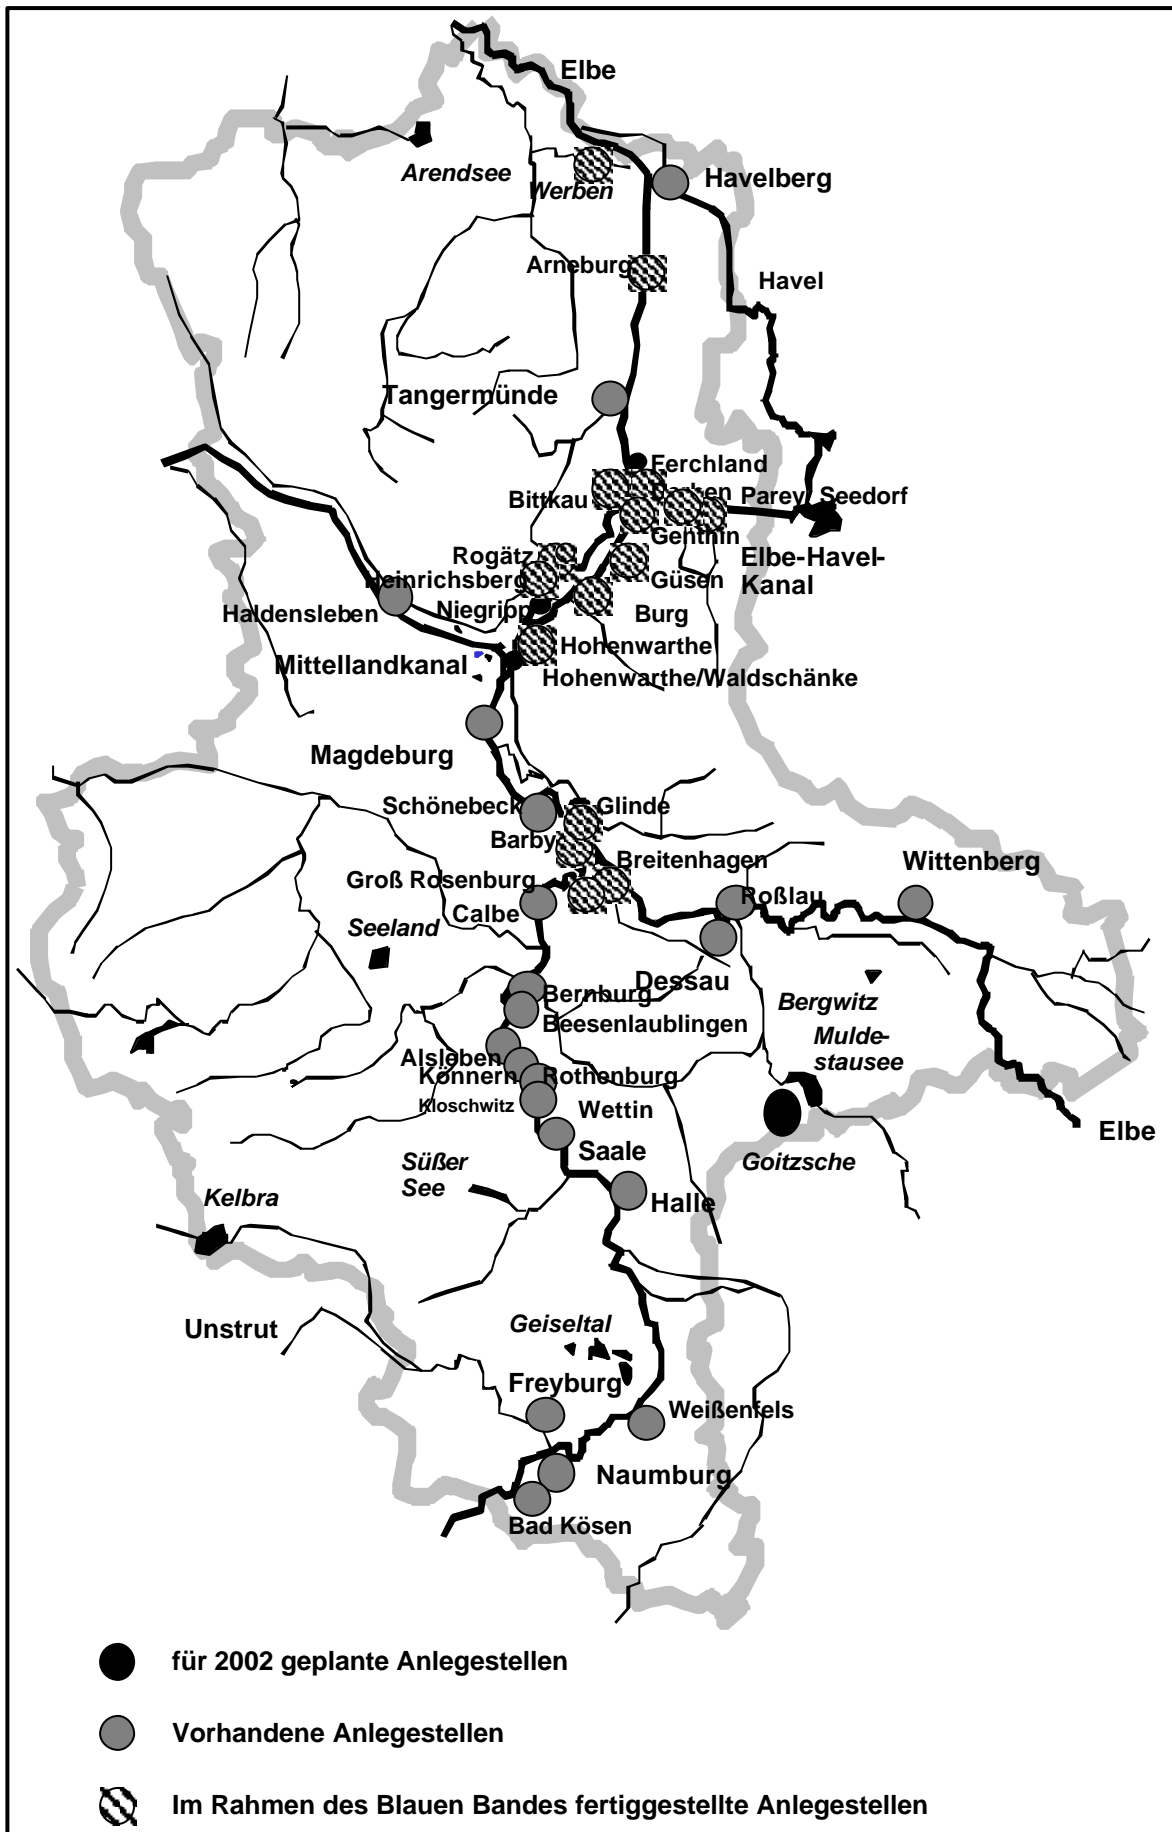 Elbe
Arendsee
Werben
Havelberg
Arneburg
Havel
Tangermünde
Ferchland
Bittkau
Parey
Seedorf
Genthin
Elbe-Havel-
Kanal
Rogätz
Heinrichsberg
Güsen
Haldensleben
Niegripp
Burg
Hohenwarthe
Mittellandkanal
Hohenwarthe/Waldschänke
Magdeburg
Schönebeck
Glinde
Barby
Breitenhagen
Wittenberg
Groß Rosenburg
Roßlau
Calbe
Seeland
Dessau
Bernburg
Bergwitz
Beesenlaublingen
Mulde-
stausee
Alsleben
Könnern
Rothenburg
Kloschwitz
Wettin
Elbe
Saale
Goitzsche
Süßer
See
Kelbra
Halle
Unstrut
Geiseltal
Freyburg
Weißenfels
Naumburg
Bad Kösen
für 2002 geplante Anlegestellen
Vorhandene Anlegestellen
Im Rahmen des Blauen Bandes fertiggestellte Anlegestellen